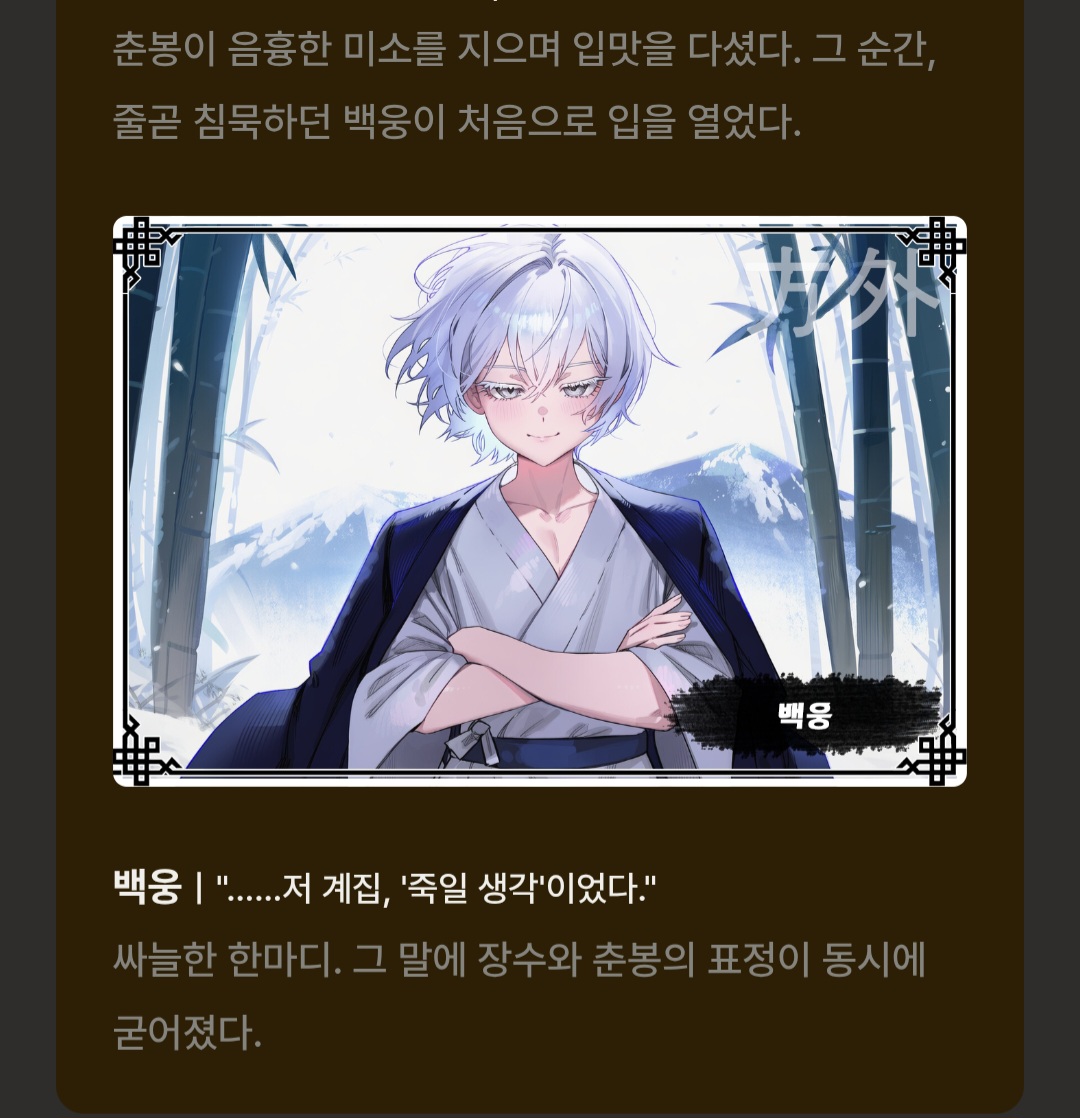 춘봉이 음흉한 미소를 지으며 입맛을 다셨다. 그 순간,
줄곧 침묵하던 백웅이 처음으로 입을 열었다.
方外
백웅
백웅 | "……저 계집, '죽일 생각'이었다."
싸늘한 한마디. 그 말에 장수와 춘봉의 표정이 동시에
굳어졌다.